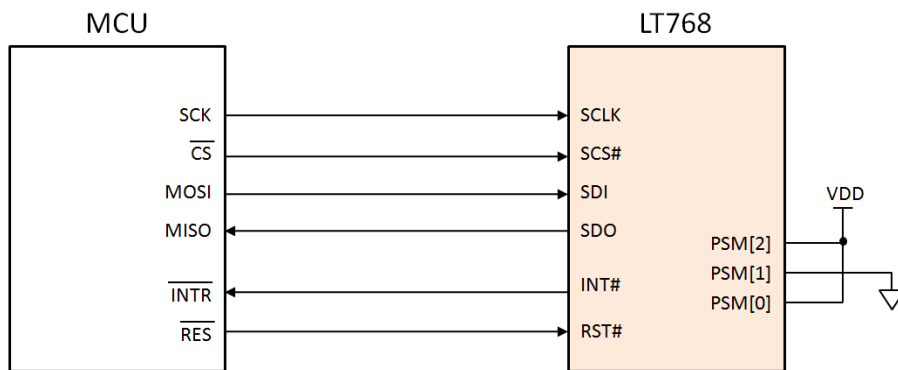 MCU
LT768
SCK
SCLK
CS
SCS#
MOSI
SDI
MISO
SDO
INTR
INT#
RES
RST#
VDD
PSM[2]
PSM[1]
PSM[0]